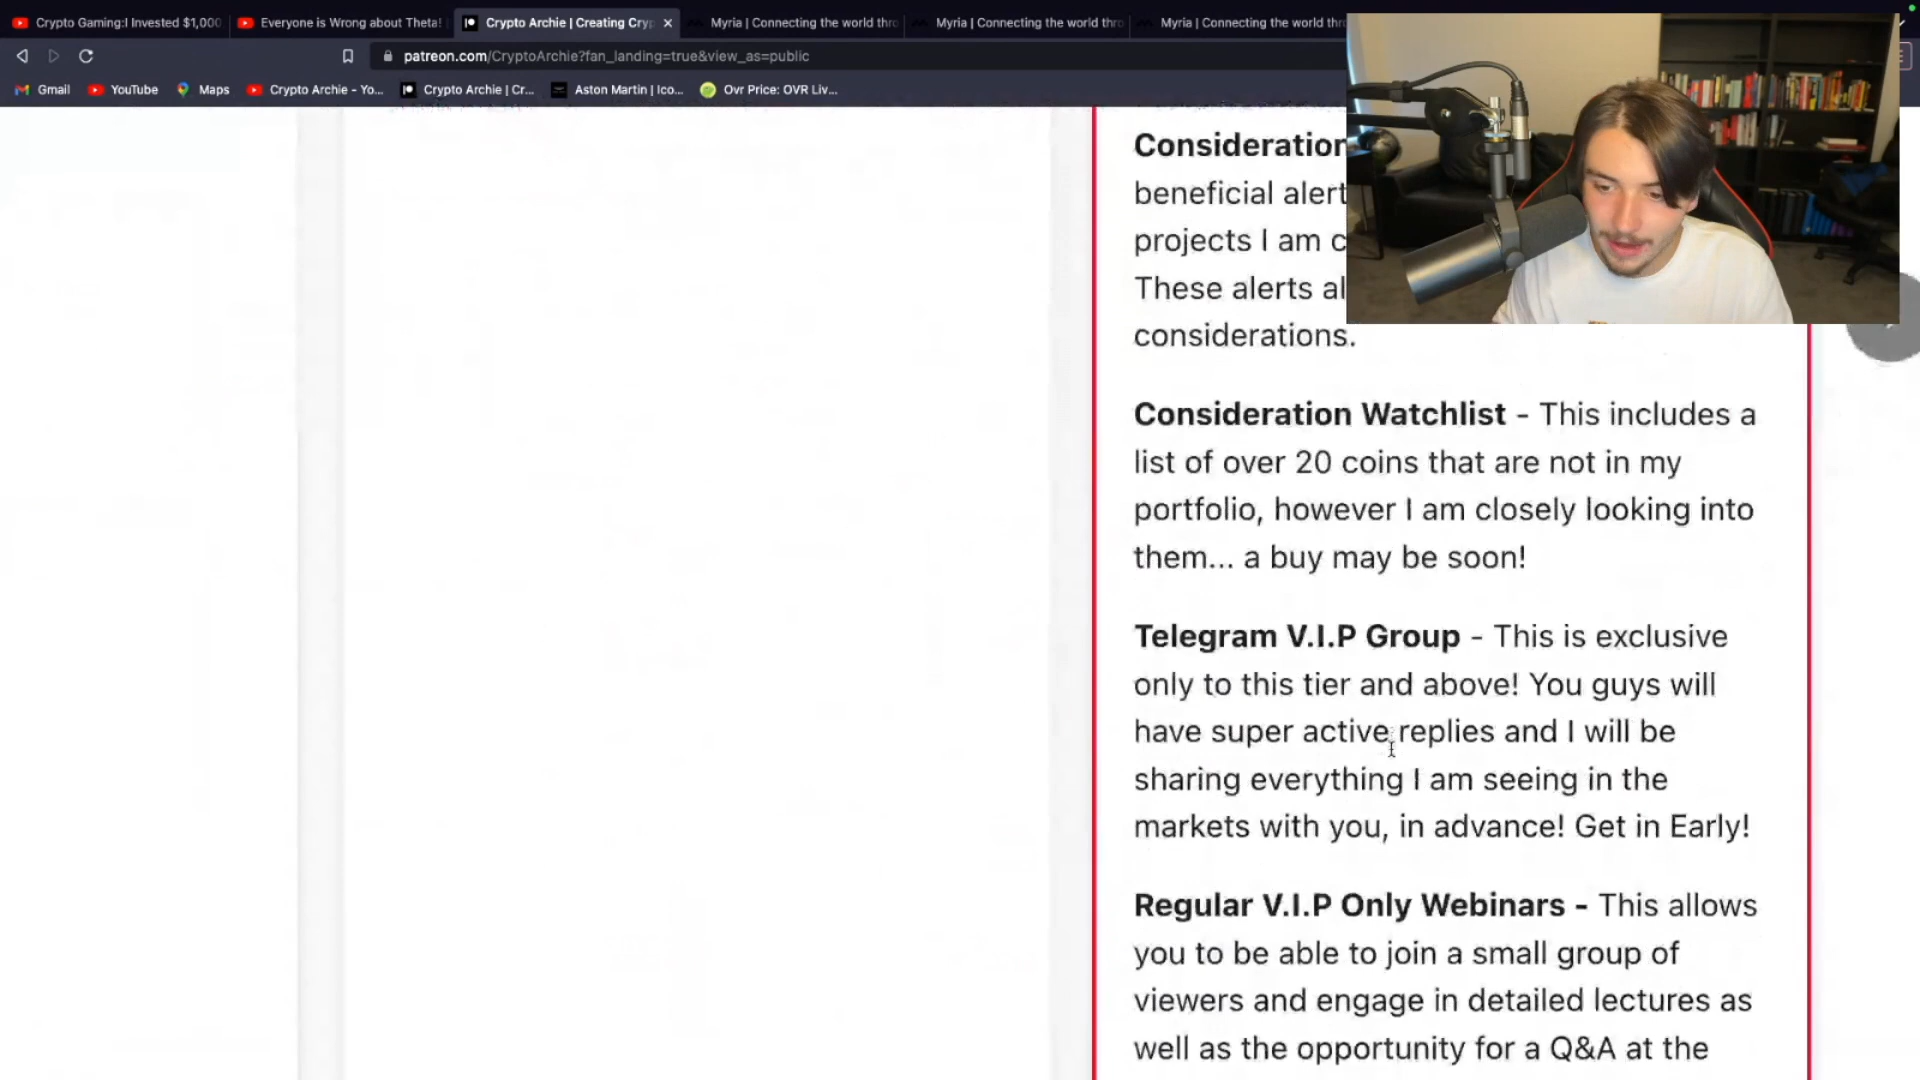 Crypto Gaming:I Invested $1,000
Everyone is Wrong about Theta!
Crypto Archie | Creating Cryp
Myria | Connecting the world thro
Myria | Connecting the world thro
Myria | Connecting the world thro
patreon.com/CryptoArchie?fan_landing=true&view_as=public
Gmail
YouTube
Maps
Crypto Archie - Yo...
Crypto Archie | Cr...
Aston Martin | Ico...
Ovr Price: OVR Liv...
Consideration
beneficial alert
projects I am c
These alerts al
considerations.
Consideration Watchlist - This includes a
list of over 20 coins that are not in my
portfolio, however I am closely looking into
them... a buy may be soon!
Telegram V.I.P Group - This is exclusive
only to this tier and above! You guys will
have super active replies and I will be
sharing everything I am seeing in the
markets with you, in advance! Get in Early!
Regular V.I.P Only Webinars - This allows
you to be able to join a small group of
viewers and engage in detailed lectures as
well as the opportunity for a Q&A at the